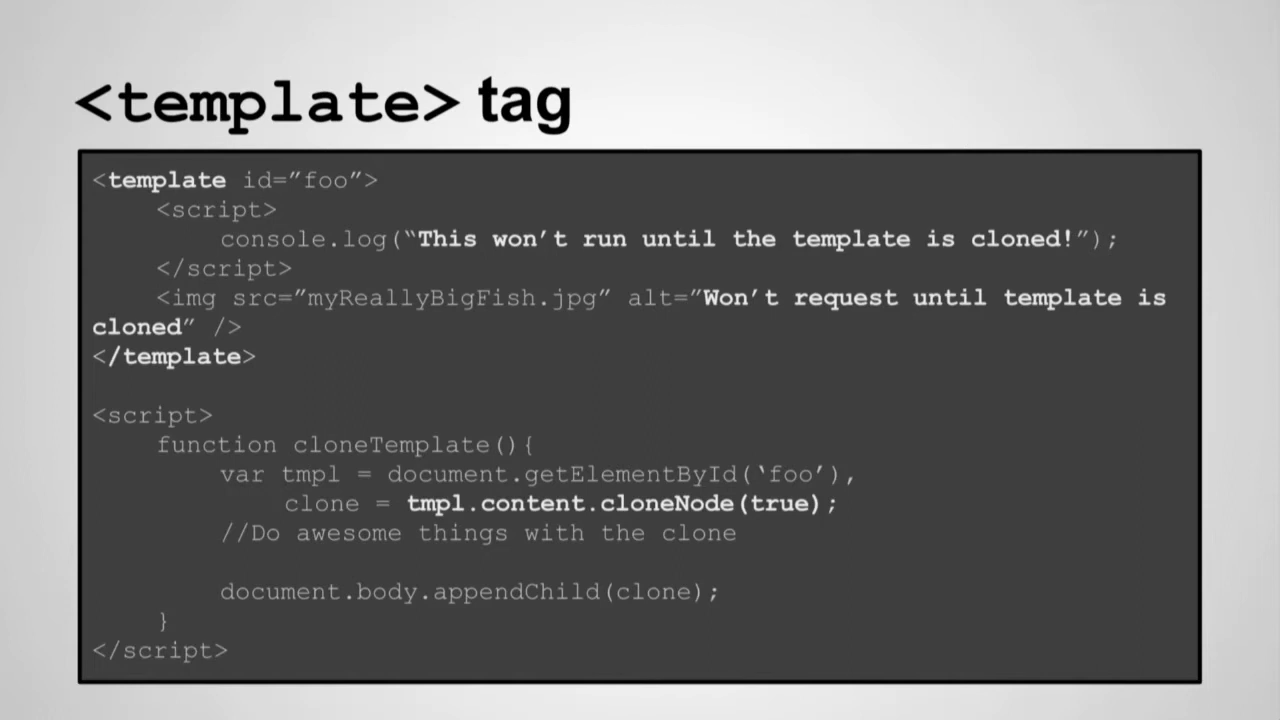 <template> tag
<template id=”foo”>
<script>
console.log(“This won’t run until the template is cloned!”);
</script>
<img src=”myReallyBigFish.jpg” alt=”Won’t request until template is
cloned” />
</template>
<script>
function cloneTemplate(){
var tmpl = document.getElementById(‘foo’),
clone = tmpl.content.cloneNode(true);
//Do awesome things with the clone
document.body.appendChild(clone);
}
</script>